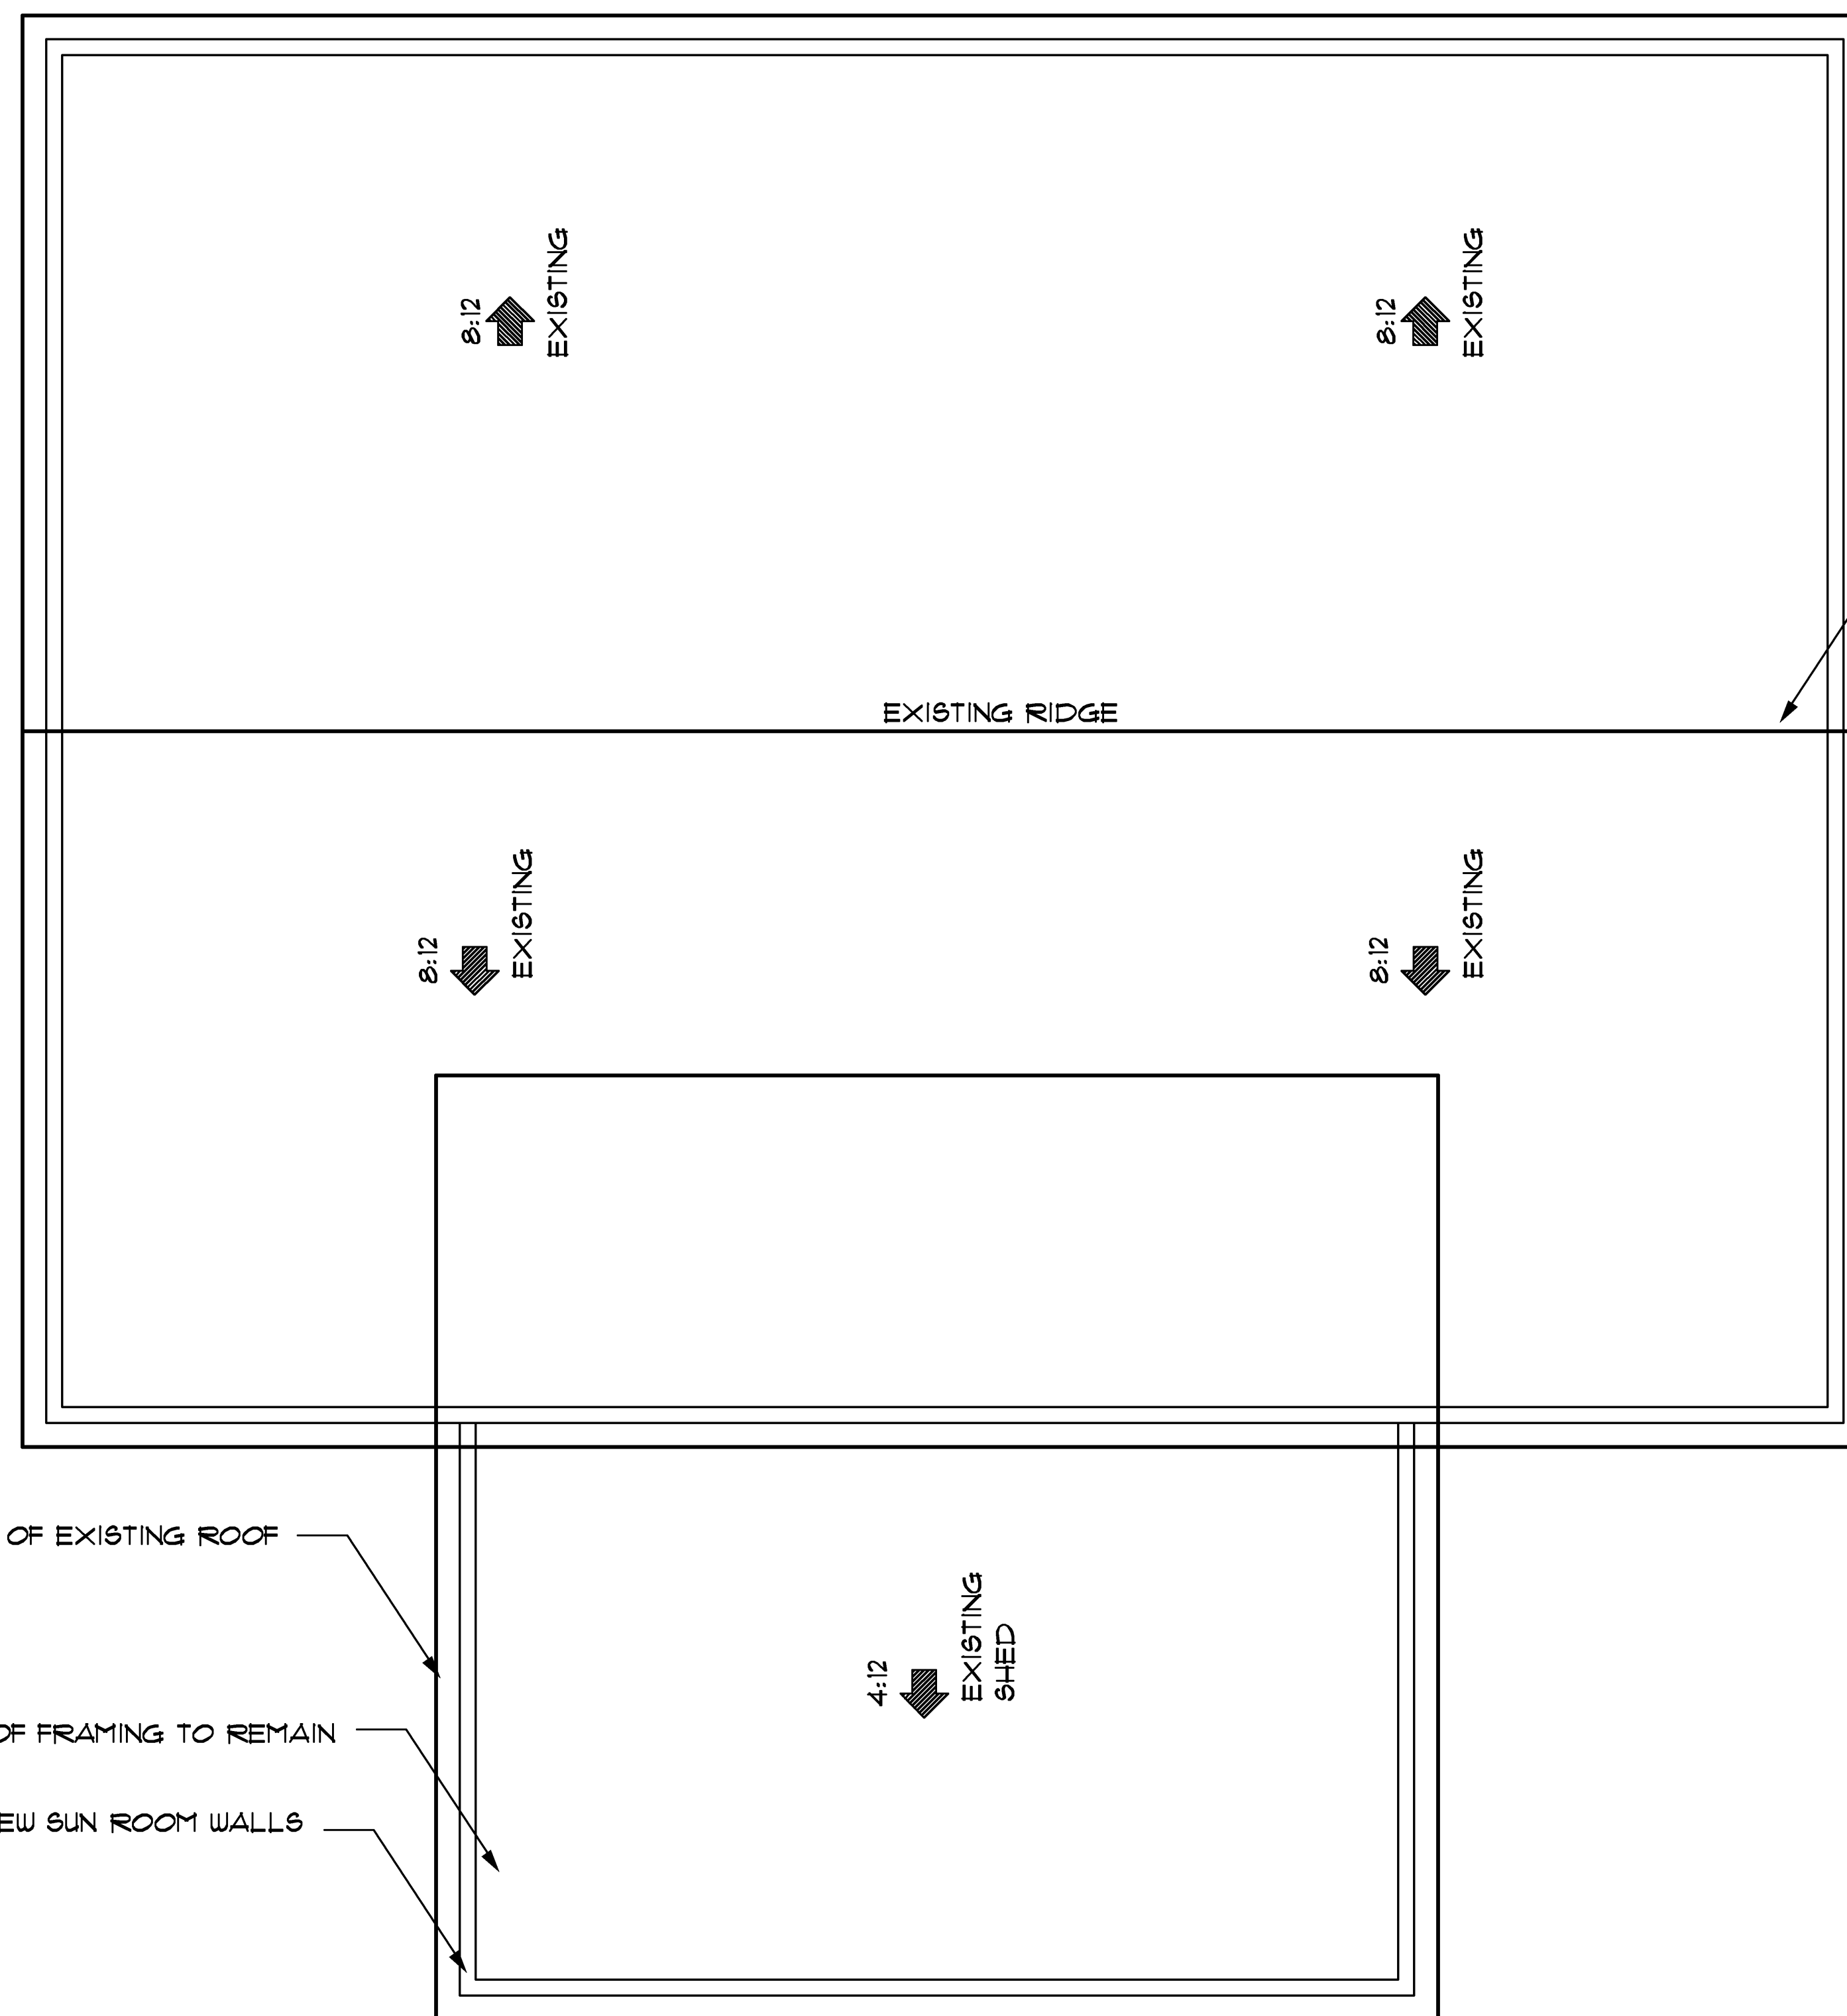 8:12
EXISTING
8:12
EXISTING
EXISTING RIDGE
8:12
EXISTING
8:12
EXISTING
OF EXISTING ROOF
4:12
EXISTING
SHED
OF FRAMING TO REMAIN
SUN ROOM WALLS